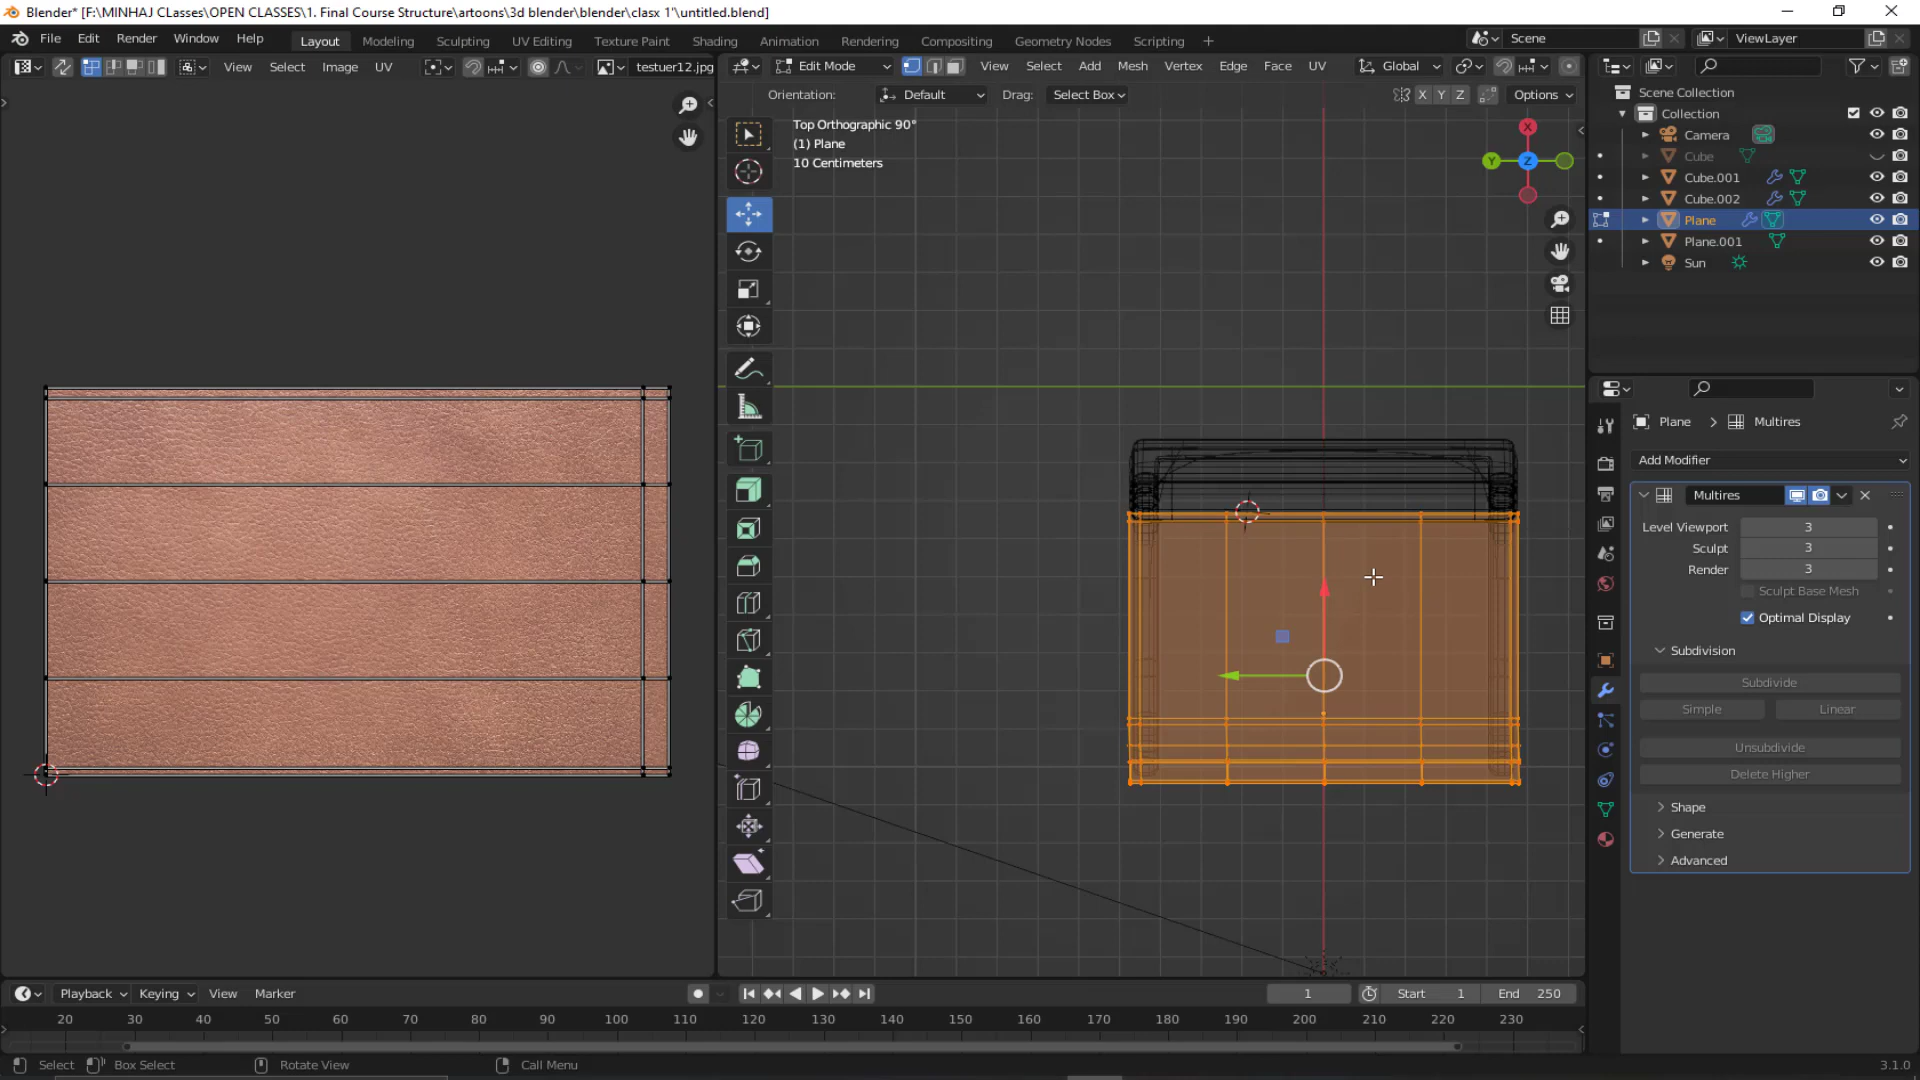 Blender* [F:\MINHAJ CLasses\OPEN CLASSES\1. Final Course Structure\artoons\3d blender\blender\clasx 1"\untitled.blend]
File Edit Render Window Help Layout Modeling Sculpting UV Editing Texture Paint Shading Animation Rendering Compositing Geometry Nodes Scripting + Scene ViewLayer
View Select Image UV testuer12.jpg Edit Mode View Select Add Mesh Vertex Edge Face UV Global
Orientation: Default Drag: Select Box X Y Z Options
Top Orthographic 90°
(1) Plane
10 Centimeters
X
Y Z
Scene Collection
Collection
Camera
Cube
Cube.001
Cube.002
Plane
Plane.001
Sun
Plane > Multires
Add Modifier
Multires
Level Viewport 3
Sculpt 3
Render 3
Sculpt Base Mesh
Optimal Display
Subdivision
Subdivide
Simple Linear
Unsubdivide
Delete Higher
Shape
Generate
Advanced
Playback Keying View Marker 1 Start 1 End 250
20 30 40 50 60 70 80 90 100 110 120 130 140 150 160 170 180 190 200 210 220 230
Select Box Select Rotate View Call Menu 3.1.0